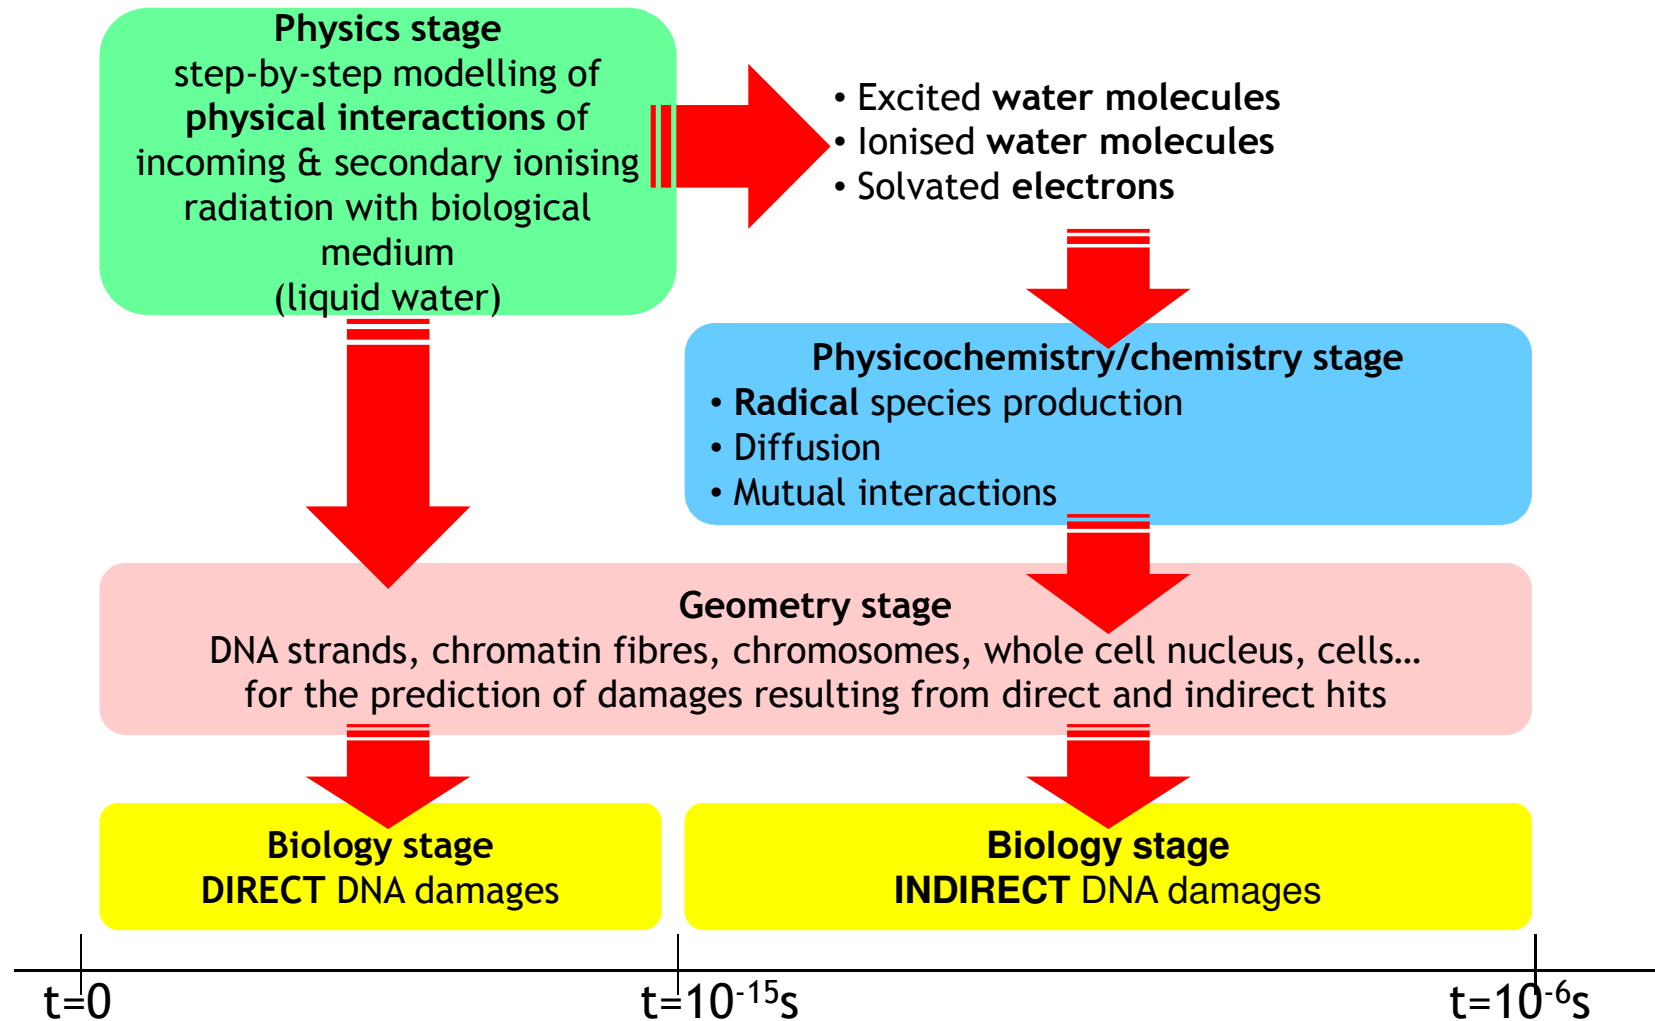 Physics stage
step-by-step modelling of
physical interactions of
incoming & secondary ionising
radiation with biological
medium
(liquid water)
• Excited water molecules
• Ionised water molecules
• Solvated electrons
Physicochemistry/chemistry stage
• Radical species production
• Diffusion
• Mutual interactions
Geometry stage
DNA strands, chromatin fibres, chromosomes, whole cell nucleus, cells…
for the prediction of damages resulting from direct and indirect hits
Biology stage
DIRECT DNA damages
Biology stage
INDIRECT DNA damages
t=0
t=10⁻¹⁵s
t=10⁻⁶s